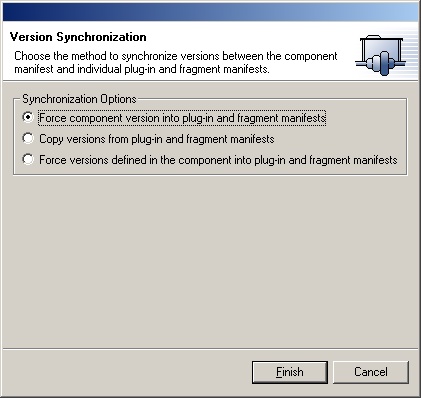 Version Synchronization
Choose the method to synchronize versions between the component
manifest and individual plug-in and fragment manifests.
Synchronization Options
Force component version into plug-in and fragment manifests
Copy versions from plug-in and fragment manifests
Force versions defined in the component into plug-in and fragment manifests
Finish
Cancel